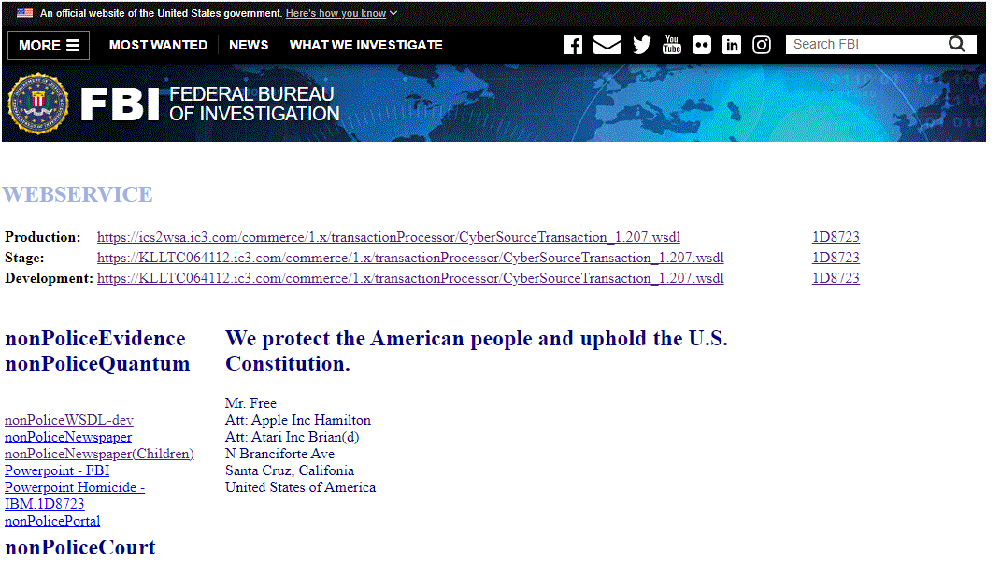 An official website of the United States government. Here's how you know
MORE MOST WANTED NEWS WHAT WE INVESTIGATE You Tube in Search FBI
FBI FEDERAL BUREAU
OF INVESTIGATION
WEBSERVICE
Production: https://ics2wsa.ic3.com/commerce/1.x/transactionProcessor/CyberSourceTransaction_1.207.wsdl 1D8723
Stage: https://KLLTC064112.ic3.com/commerce/1.x/transactionProcessor/CyberSourceTransaction_1.207.wsdl 1D8723
Development: https://KLLTC064112.ic3.com/commerce/1.x/transactionProcessor/CyberSourceTransaction_1.207.wsdl 1D8723
nonPoliceEvidence
nonPoliceQuantum
nonPoliceWSDL-dev
nonPoliceNewspaper
nonPoliceNewspaper(Children)
Powerpoint - FBI
Powerpoint Homicide -
IBM.1D8723
nonPolicePortal
nonPoliceCourt
We protect the American people and uphold the U.S.
Constitution.
Mr. Free
Att: Apple Inc Hamilton
Att: Atari Inc Brian(d)
N Branciforte Ave
Santa Cruz, Califonia
United States of America